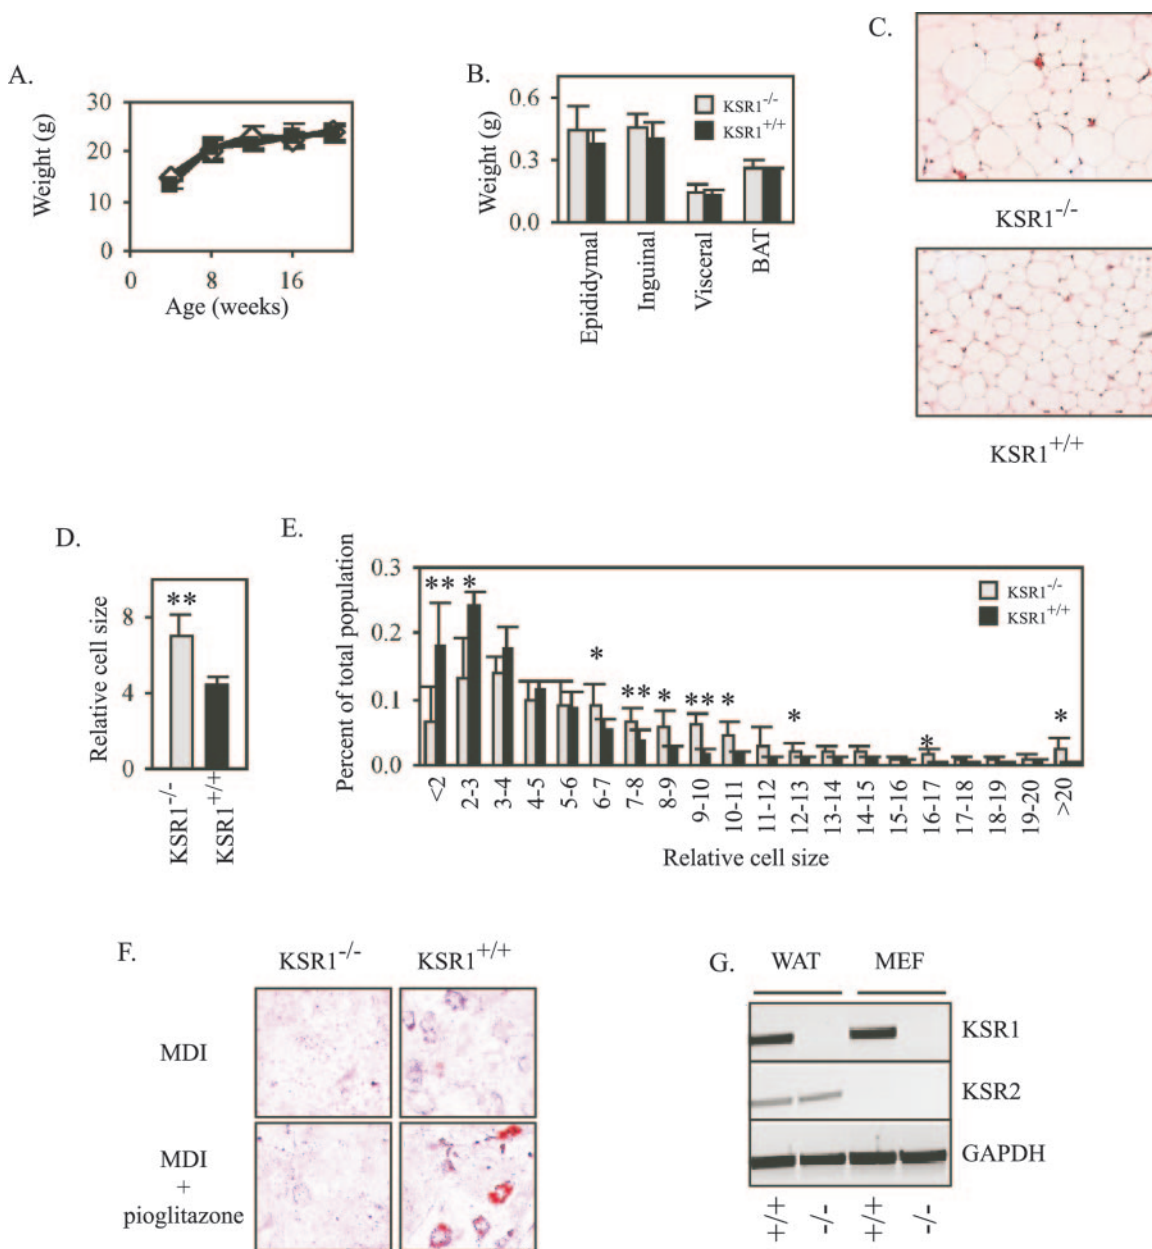 A.
Weight (g)
30
20
10
0
0
8
16
Age (weeks)
B.
Weight (g)
0.6
0.3
0.0
KSR1-/-
KSR1+/+
Epididymal
Inguinal
Visceral
BAT
C.
KSR1-/-
KSR1+/+
D.
Relative cell size
8
4
0
**
KSR1-/-
KSR1+/+
E.
Percent of total population
0.3
0.2
0.1
0.0
** * * ** * ** * * * *
KSR1-/-
KSR1+/+
<2
2-3
3-4
4-5
5-6
6-7
7-8
8-9
9-10
10-11
11-12
12-13
13-14
14-15
15-16
16-17
17-18
18-19
19-20
>20
Relative cell size
F.
KSR1-/- KSR1+/+
MDI
MDI
+
pioglitazone
G.
WAT MEF
KSR1
KSR2
GAPDH
+/+ -/- +/+ -/-